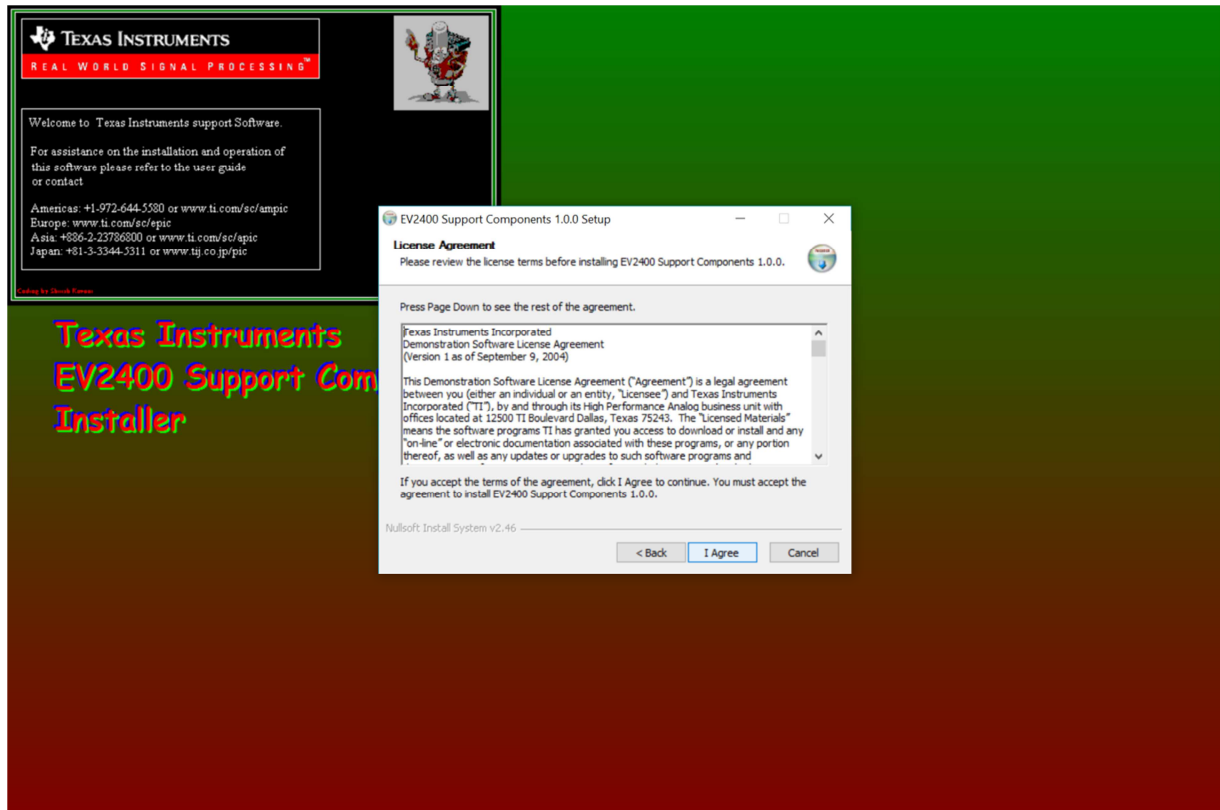 TEXAS INSTRUMENTS
REAL WORLD SIGNAL PROCESSING™
Welcome to Texas Instruments support Software.
For assistance on the installation and operation of
this software please refer to the user guide
or contact
Americas: +1-972-644-5580 or www.ti.com/sc/ampic
Europe: www.ti.com/sc/epic
Asia: +886-2-23786800 or www.ti.com/sc/apic
Japan: +81-3-3344-5311 or www.tij.co.jp/pic
Texas Instruments
EV2400 Support Com
Installer
EV2400 Support Components 1.0.0 Setup
License Agreement
Please review the license terms before installing EV2400 Support Components 1.0.0.
Press Page Down to see the rest of the agreement.
Texas Instruments Incorporated
Demonstration Software License Agreement
(Version 1 as of September 9, 2004)
This Demonstration Software License Agreement ("Agreement") is a legal agreement
between you (either an individual or an entity, "Licensee") and Texas Instruments
Incorporated ("TI"), by and through its High Performance Analog business unit with
offices located at 12500 TI Boulevard Dallas, Texas 75243. The "Licensed Materials"
means the software programs TI has granted you access to download or install and any
"on-line" or electronic documentation associated with these programs, or any portion
thereof, as well as any updates or upgrades to such software programs and
If you accept the terms of the agreement, click I Agree to continue. You must accept the
agreement to install EV2400 Support Components 1.0.0.
Nullsoft Install System v2.46
< Back
I Agree
Cancel